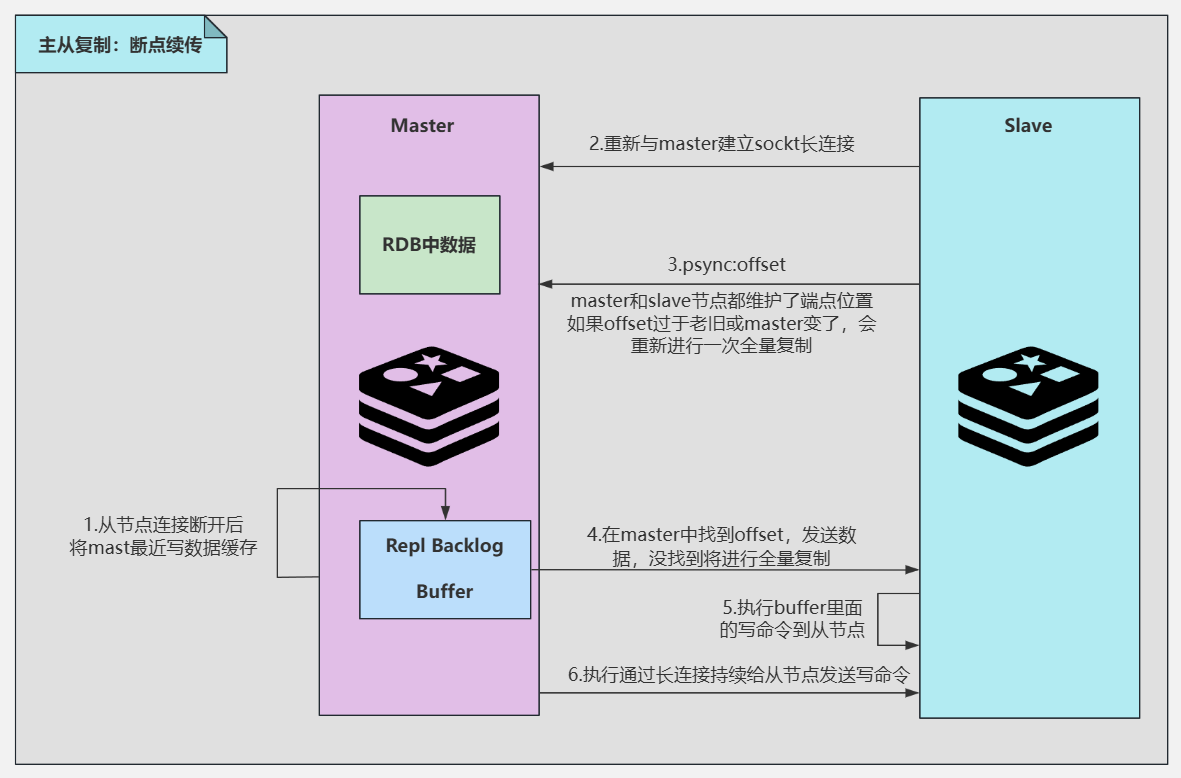 主从复制：断点续传
Master
Slave
2.重新与master建立sockt长连接
RDB中数据
3.psync:offset
master和slave节点都维护了端点位置
如果offset过于老旧或master变了，会
重新进行一次全量复制
1.从节点连接断开后
将mast最近写数据缓存
Repl Backlog
Buffer
4.在master中找到offset，发送数
据，没找到将进行全量复制
5.执行buffer里面
的写命令到从节点
6.执行通过长连接持续给从节点发送写命令